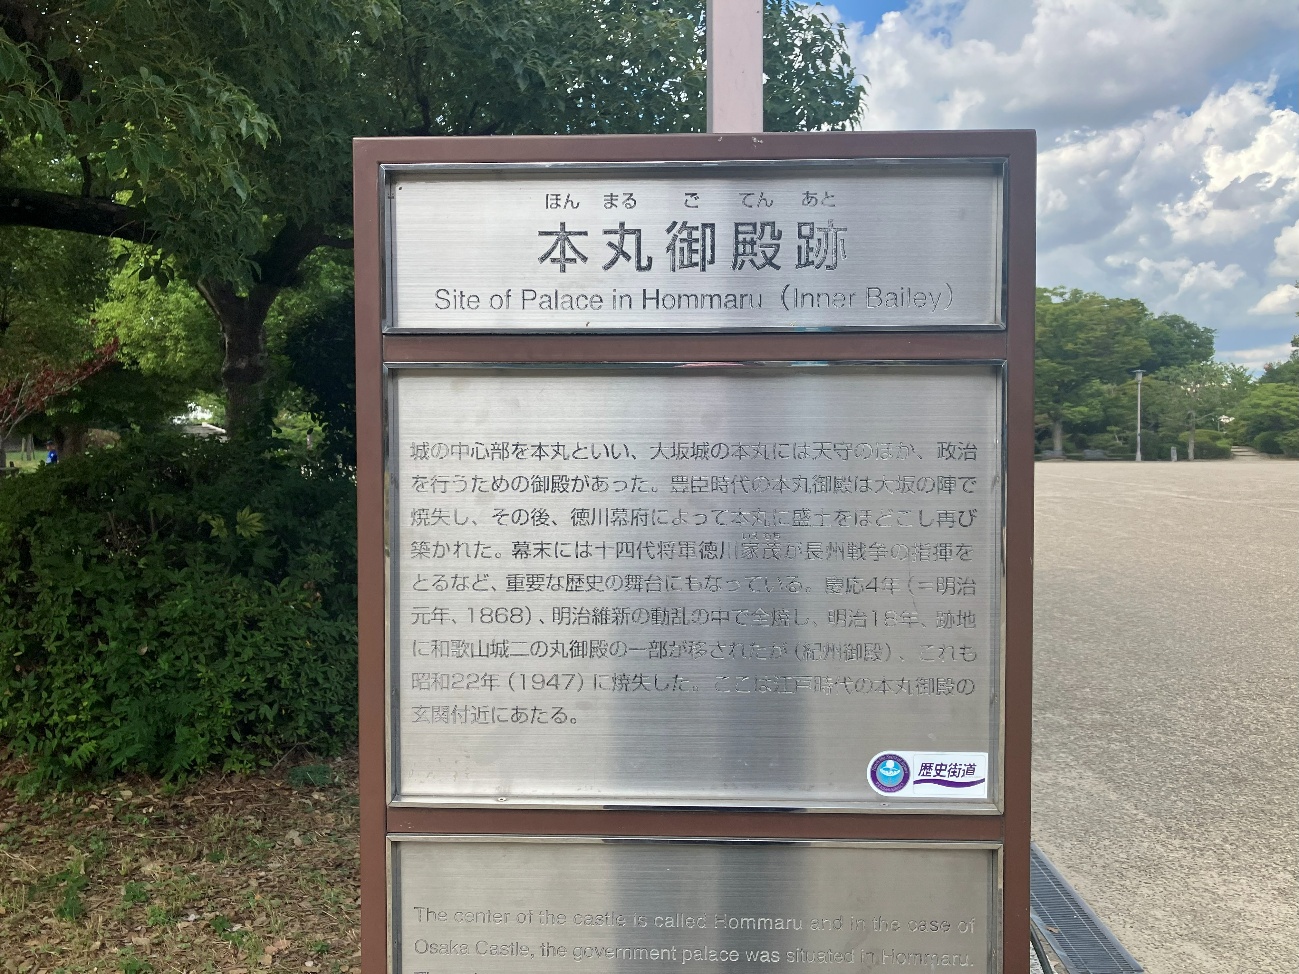 ほん まる ご てん あと
本丸御殿跡
Site of Palace in Hommaru (Inner Bailey)
城の中心部を本丸といい、大坂城の本丸には天守のほか、政治
を行うための御殿があった。豊臣時代の本丸御殿は大坂の陣で
焼失し、その後、徳川幕府によって本丸に盛土をほどこし再び
築かれた。幕末には十四代将軍徳川家茂が長州戦争の指揮を
とるなど、重要な歴史の舞台にもなっている。慶応4年(=明治
元年、1868)、明治維新の動乱の中で全焼し、明治18年、跡地
に和歌山城二の丸御殿の一部が移されたが(紀州御殿)、これも
昭和22年(1947)に焼失した。ここは江戸時代の本丸御殿の
玄関付近にあたる。
歴史街道
The center of the castle is called Hommaru and in the case of
Osaka Castle, the government palace was situated in Hommaru.